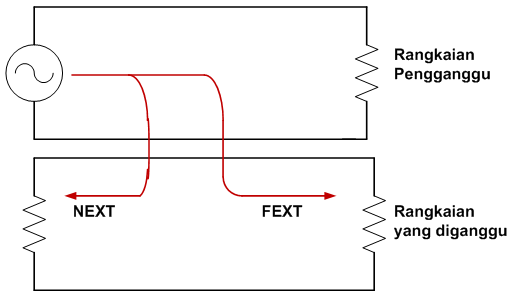 Rangkaian
Pengganggu
NEXT
FEXT
Rangkaian
yang diganggu